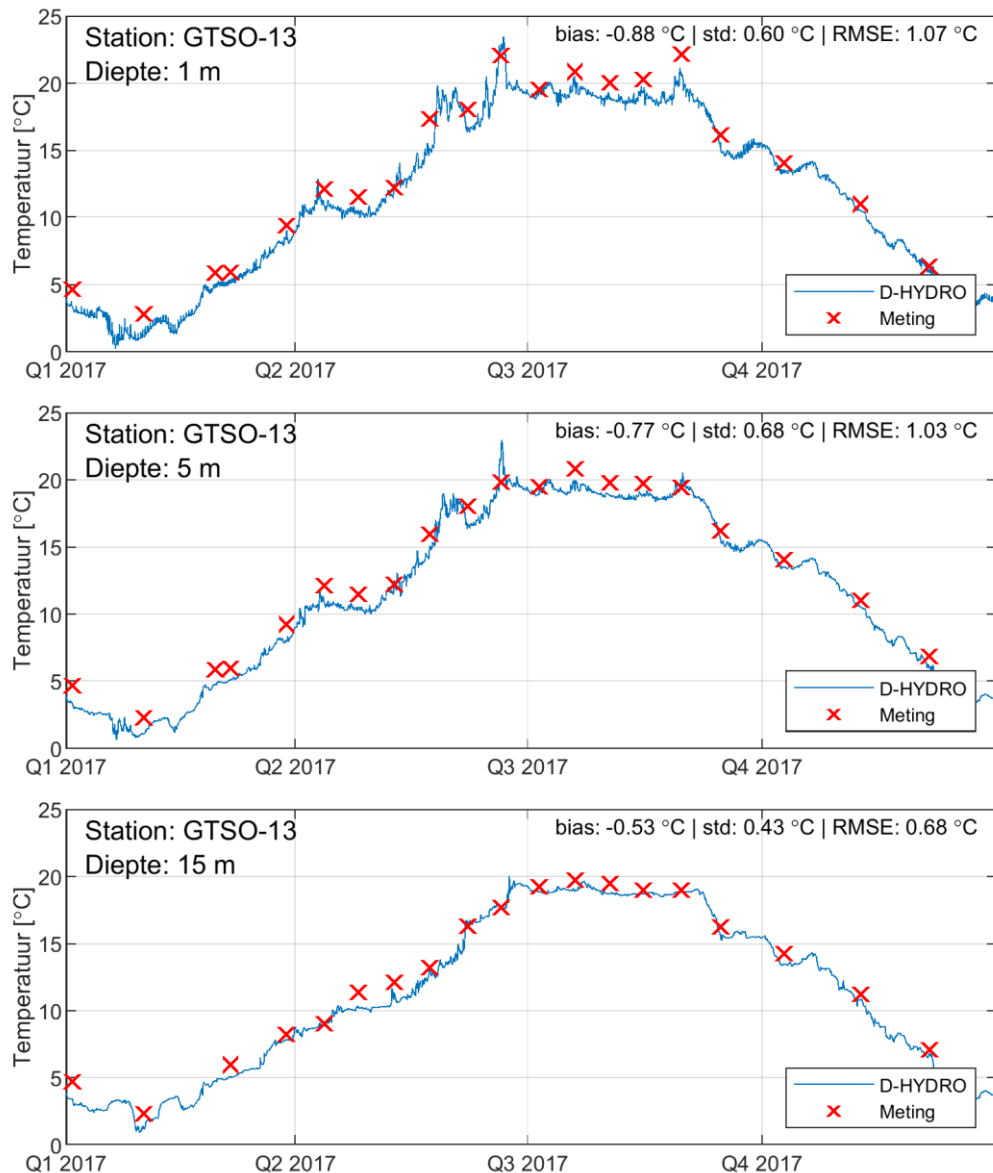 Station: GTSO-13
Diepte: 1 m
bias: -0.88 °C | std: 0.60 °C | RMSE: 1.07 °C
Temperatuur [°C]
25
20
15
10
5
0
Q1 2017
Q2 2017
Q3 2017
Q4 2017
D-HYDRO
Meting
Station: GTSO-13
Diepte: 5 m
bias: -0.77 °C | std: 0.68 °C | RMSE: 1.03 °C
Temperatuur [°C]
25
20
15
10
5
0
Q1 2017
Q2 2017
Q3 2017
Q4 2017
D-HYDRO
Meting
Station: GTSO-13
Diepte: 15 m
bias: -0.53 °C | std: 0.43 °C | RMSE: 0.68 °C
Temperatuur [°C]
25
20
15
10
5
0
Q1 2017
Q2 2017
Q3 2017
Q4 2017
D-HYDRO
Meting